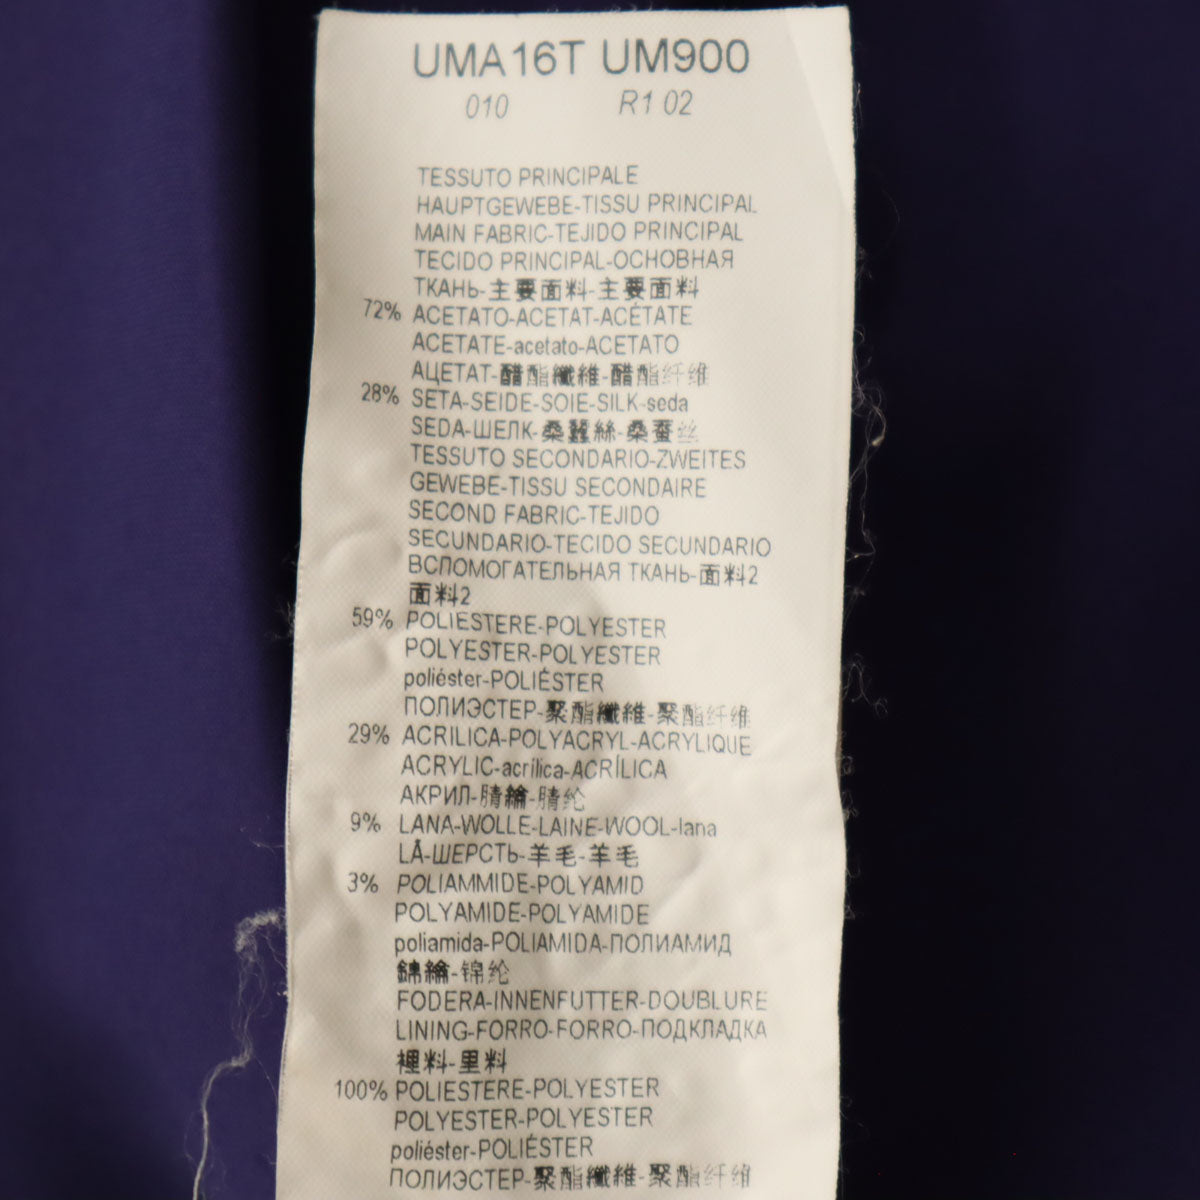 UMA16T UM900
010 R1 02
TESSUTO PRINCIPALE
HAUPTGEWEBE-TISSU PRINCIPAL
MAIN FABRIC-TEJIDO PRINCIPAL
TECIDO PRINCIPAL-ОСНОВНАЯ
ТКАНЬ-主要面料-主要面料
72% ACETATO-ACETAT-ACÉTATE
ACETATE-acetato-ACETATO
АЦЕТАТ-醋酯纖維-醋酯纤维
28% SETA-SEIDE-SOIE-SILK-seda
SEDA-ШЕЛК-桑蠶絲-桑蚕丝
TESSUTO SECONDARIO-ZWEITES
GEWEBE-TISSU SECONDAIRE
SECOND FABRIC-TEJIDO
SECUNDARIO-TECIDO SECUNDARIO
ВСПОМОГАТЕЛЬНАЯ ТКАНЬ-面料2
面料2
59% POLIESTERE-POLYESTER
POLYESTER-POLYESTER
poliéster-POLIÉSTER
ПОЛИЭСТЕР-聚酯纖維-聚酯纤维
29% ACRILICA-POLYACRYL-ACRYLIQUE
ACRYLIC-acrílica-ACRÍLICA
АКРИЛ-腈綸-腈纶
9% LANA-WOLLE-LAINE-WOOL-lana
LÃ-ШЕРСТЬ-羊毛-羊毛
3% POLIAMMIDE-POLYAMID
POLYAMIDE-POLYAMIDE
poliamida-POLIAMIDA-ПОЛИАМИД
錦綸-锦纶
FODERA-INNENFUTTER-DOUBLURE
LINING-FORRO-FORRO-ПОДКЛАДКА
裡料-里料
100% POLIESTERE-POLYESTER
POLYESTER-POLYESTER
poliéster-POLIÉSTER
ПОЛИЭСТЕР-聚酯纖維-聚酯纤维